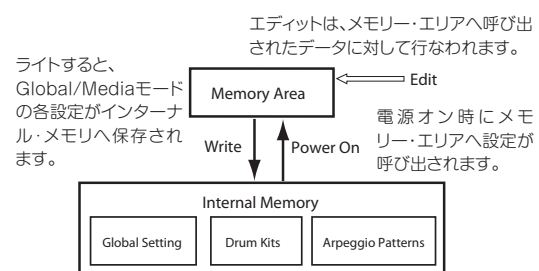 エディットは、メモリー・エリアへ呼び出
されたデータに対して行なわれます。
ライトすると、
Global/Mediaモード
の各設定がインターナ
ル・メモリへ保存され
ます。
Memory Area
Edit
電源オン時にメモ
リー・エリアへ設定が
呼び出されます。
Write
Power On
Internal Memory
Global Setting
Drum Kits
Arpeggio Patterns